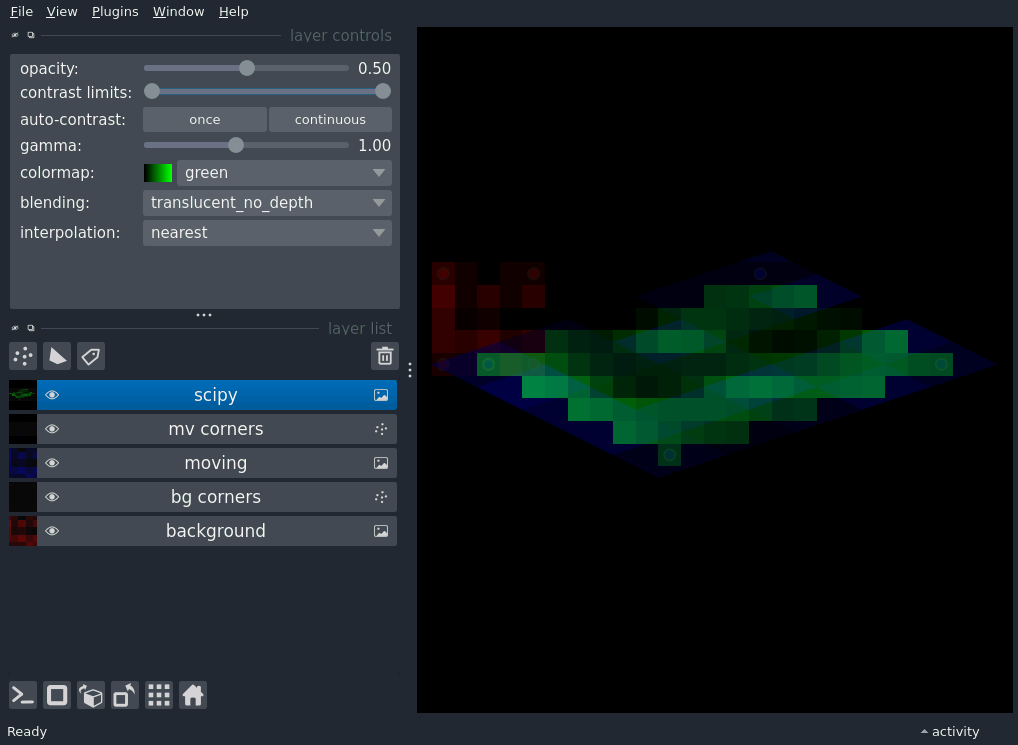 File View Plugins Window Help
layer controls
opacity: 0.50
contrast limits:
auto-contrast: once continuous
gamma: 1.00
colormap: green
blending: translucent_no_depth
interpolation: nearest
layer list
scipy
mv corners
moving
bg corners
background
Ready activity